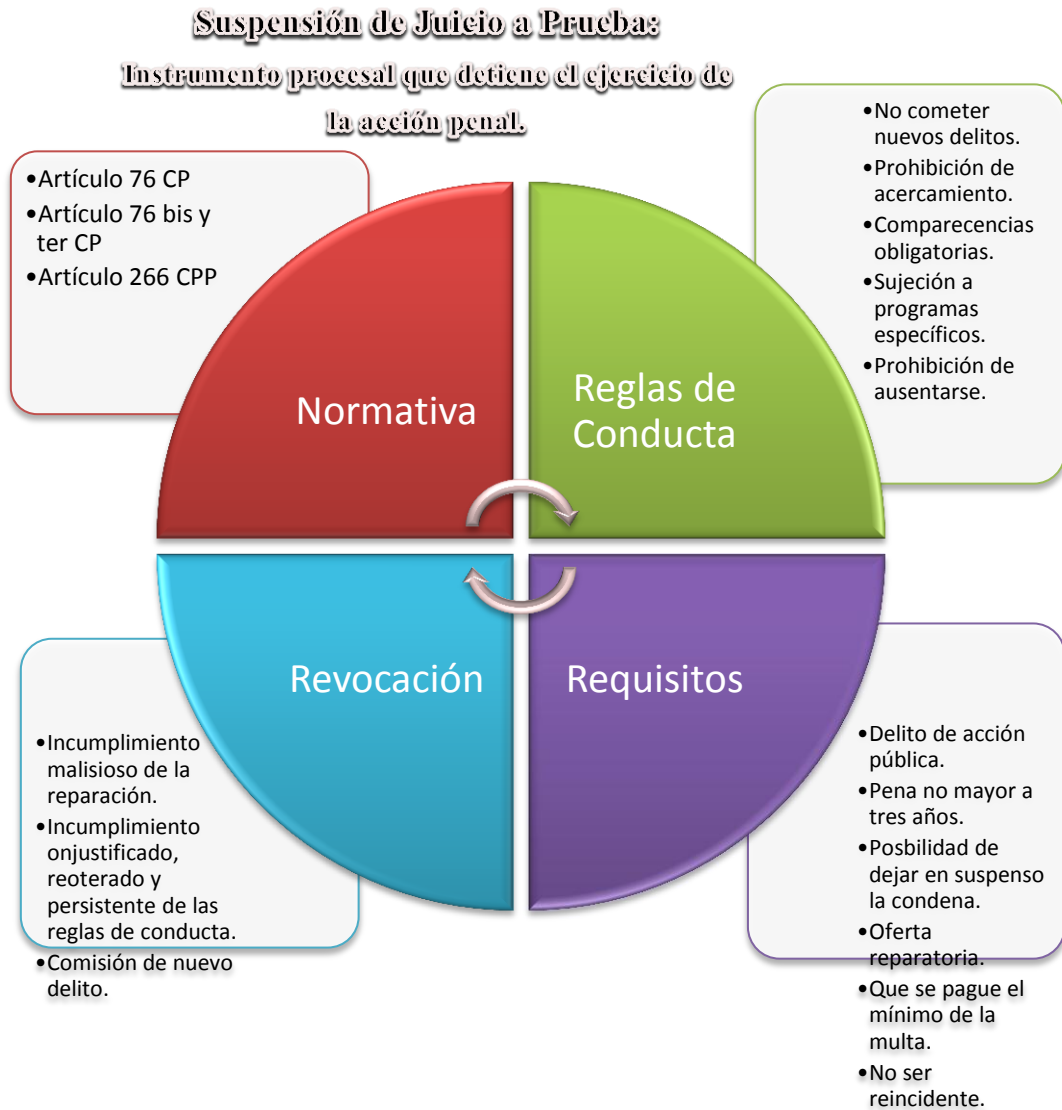 Suspensión de Juicio a Prueba:
Instrumento procesal que detiene el ejercicio de
la acción penal.
•Artículo 76 CP
•Artículo 76 bis y
ter CP
•Artículo 266 CPP
Normativa
•No cometer
nuevos delitos.
•Prohibición de
acercamiento.
•Comparecencias
obligatorias.
•Sujeción a
programas
específicos.
•Prohibición de
ausentarse.
Reglas de
Conducta
Revocación
•Incumplimiento
malisioso de la
reparación.
•Incumplimiento
onjustificado,
reoterado y
persistente de las
reglas de conducta.
•Comisión de nuevo
delito.
Requisitos
•Delito de acción
pública.
•Pena no mayor a
tres años.
•Posbilidad de
dejar en suspenso
la condena.
•Oferta
reparatoria.
•Que se pague el
mínimo de la
multa.
•No ser
reincidente.